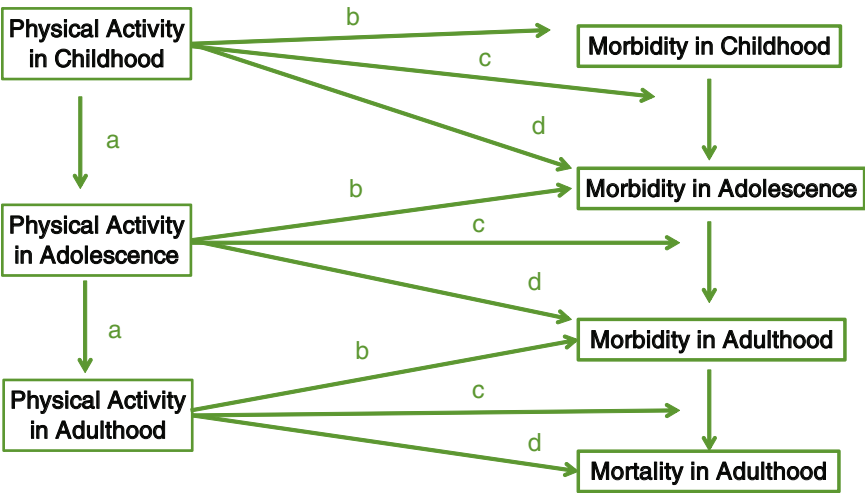 Physical Activity
in Childhood
b
Morbidity in Childhood
c
d
a
Physical Activity
in Adolescence
b
Morbidity in Adolescence
c
d
a
Physical Activity
in Adulthood
b
Morbidity in Adulthood
c
d
Mortality in Adulthood